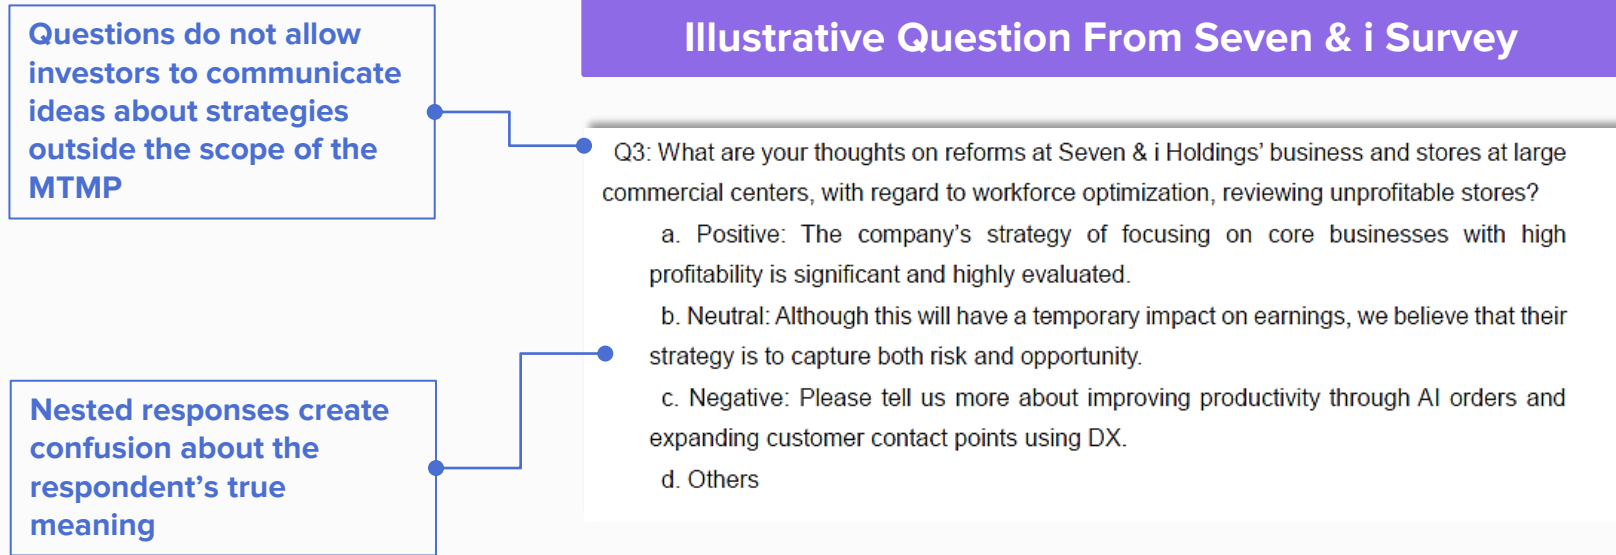 Questions do not allow
investors to communicate
ideas about strategies
outside the scope of the
MTMP
Nested responses create
confusion about the
respondent's true
meaning
Illustrative Question From Seven & i Survey
Q3: What are your thoughts on reforms at Seven & i Holdings' business and stores at large
commercial centers, with regard to workforce optimization, reviewing unprofitable stores?
a. Positive: The company's strategy of focusing on core businesses with high
profitability is significant and highly evaluated.
b. Neutral: Although this will have a temporary impact on earnings, we believe that their
strategy is to capture both risk and opportunity.
c. Negative: Please tell us more about improving productivity through AI orders and
expanding customer contact points using DX.
d. Others